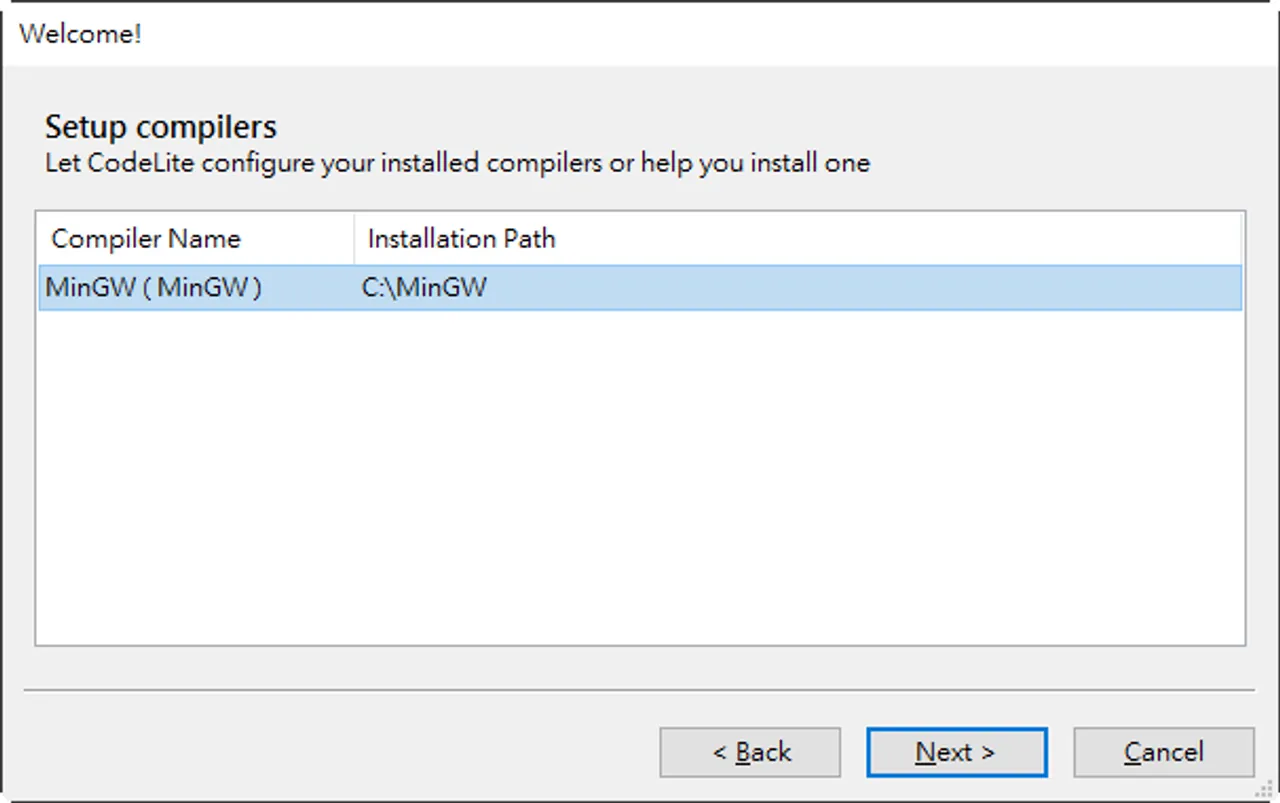 Welcome!
Setup compilers
Let CodeLite configure your installed compilers or help you install one
Compiler Name Installation Path
MinGW ( MinGW ) C:\MinGW
< Back Next > Cancel